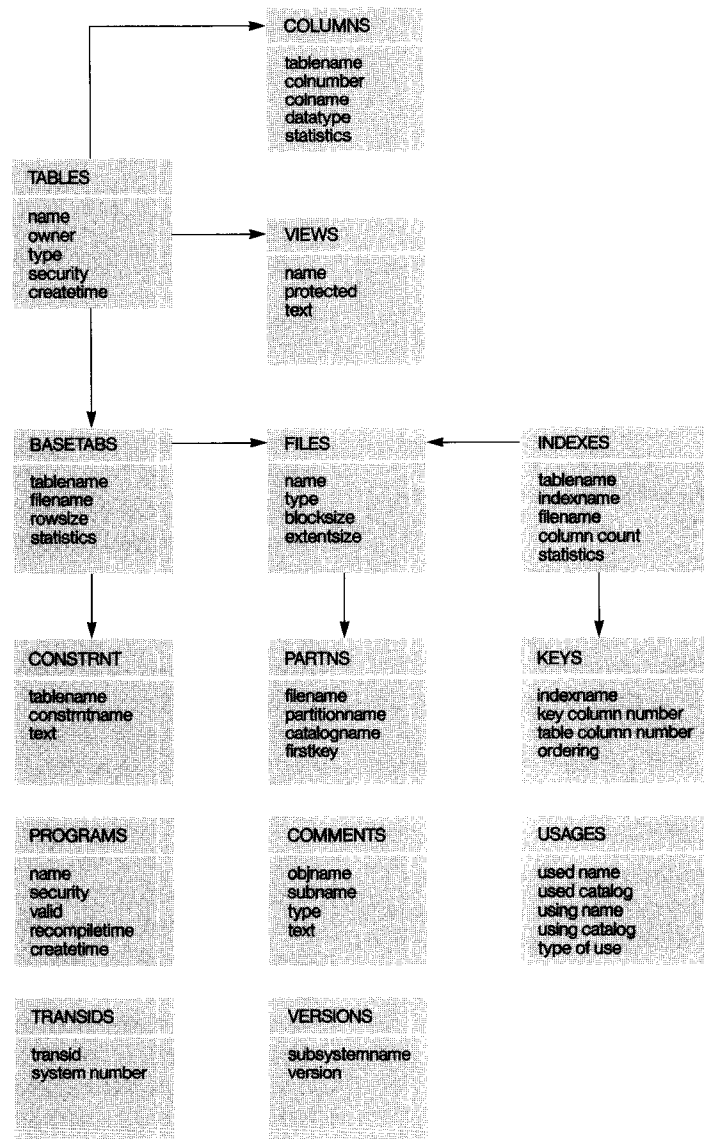 COLUMNS
tablename
colnumber
colname
datatype
statistics
TABLES
name
owner
type
security
createtime
VIEWS
name
protected
text
BASETABS
tablename
filename
rowsize
statistics
FILES
name
type
blocksize
extentsize
INDEXES
tablename
indexname
filename
column count
statistics
CONSTRNT
tablename
constrntname
text
PARTNS
filename
partitionname
catalogname
firstkey
KEYS
indexname
key column number
table column number
ordering
PROGRAMS
name
security
valid
recompiletime
createtime
COMMENTS
objname
subname
type
text
USAGES
used name
used catalog
using name
using catalog
type of use
TRANSIDS
transid
system number
VERSIONS
subsystemname
version